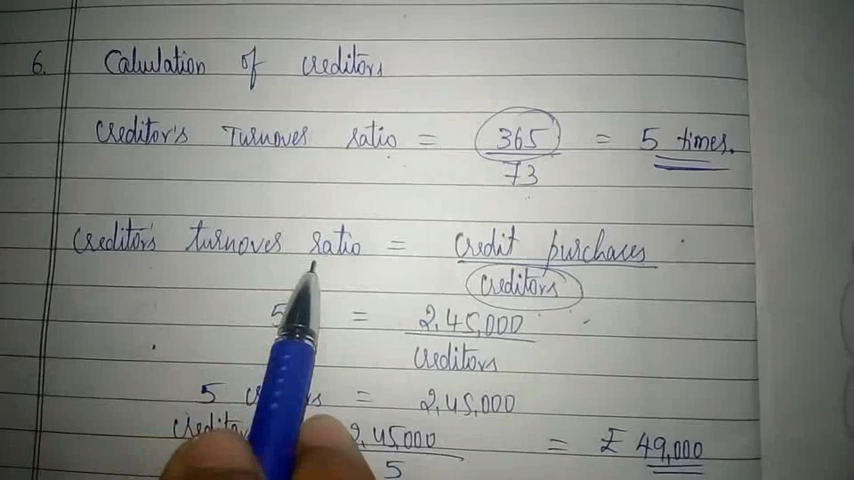 6. Calculation of creditors
Creditor's Turnover ratio = 365 / 73 = 5 times.
Creditor's turnover ratio = Credit purchases
creditors
5 = 2,45,000
creditors
5 = 2,45,000
2,45,000 / 5 = £ 49,000